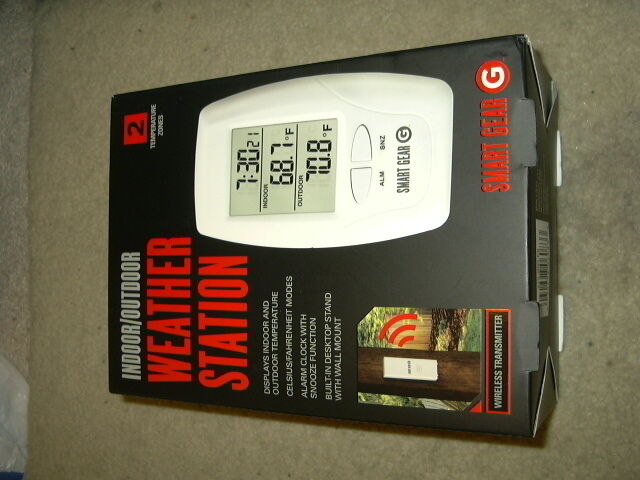 2
TEMPERATURE
ZONES
7:30 21
INDOOR
68.7 °F
OUTDOOR
70.8 °F
ALM
SNZ
SMART GEAR G
INDOOR/OUTDOOR
WEATHER
STATION
DISPLAYS INDOOR AND
OUTDOOR TEMPERATURE
CELSIUS/FAHRENHEIT MODES
ALARM CLOCK WITH
SNOOZE FUNCTION
BUILT-IN DESKTOP STAND
WITH WALL MOUNT
WIRELESS TRANSMITTER
SMART GEAR G